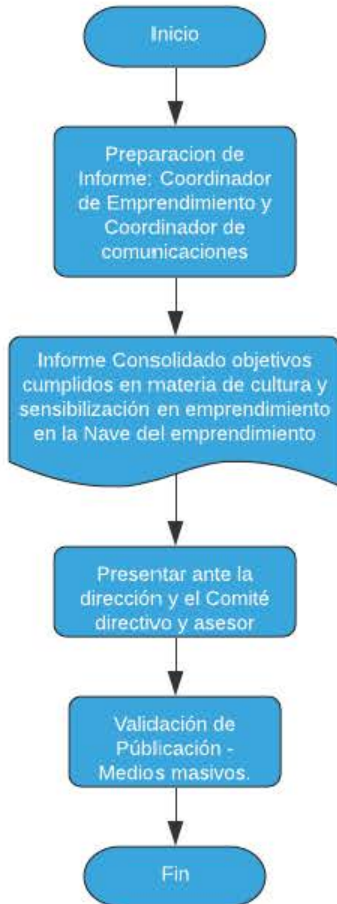 Inicio
Preparacion de
Informe: Coordinador
de Emprendimiento y
Coordinador de
comunicaciones
Informe Consolidado objetivos
cumplidos en materia de cultura y
sensibilización en emprendimiento
en la Nave del emprendimiento
Presentar ante la
dirección y el Comité
directivo y asesor
Validación de
Públicación -
Medios masivos.
Fin